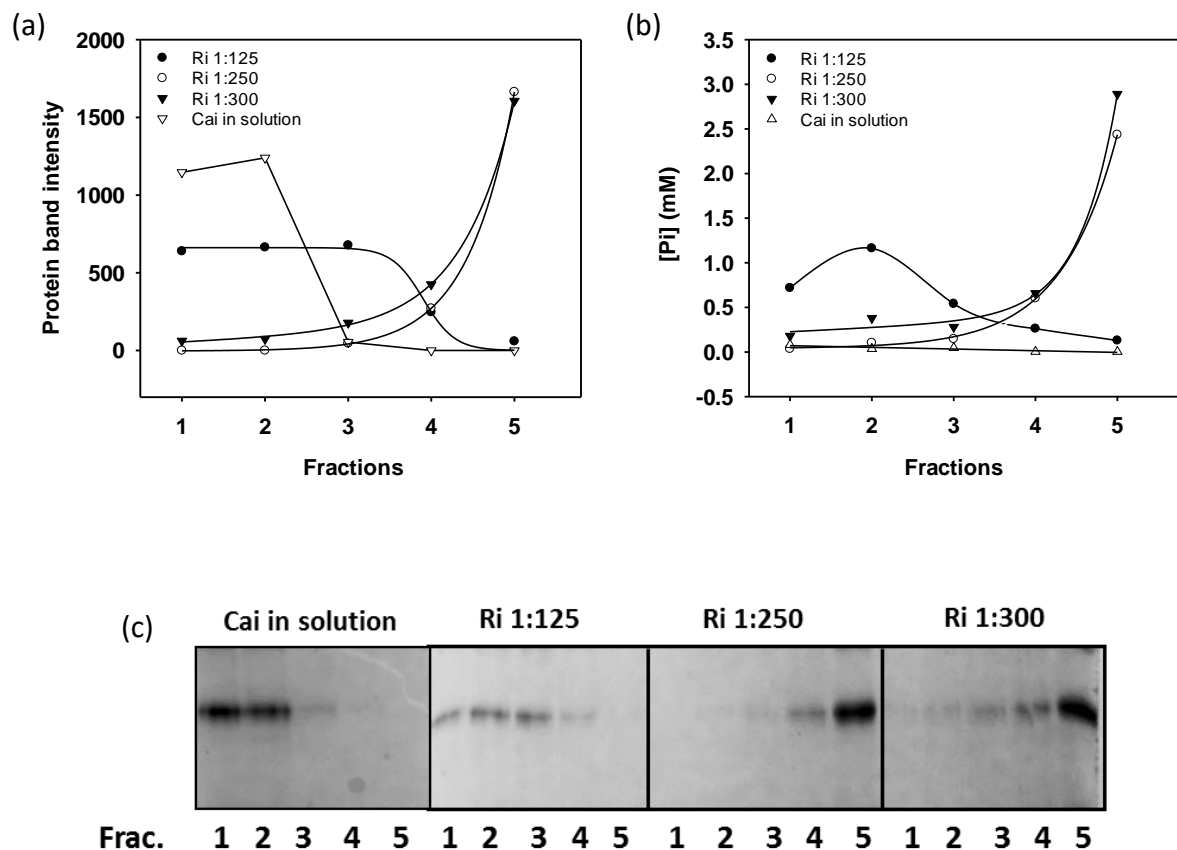 (a)
2000
1500
1000
500
0
Protein band intensity
Ri 1:125
Ri 1:250
Ri 1:300
Cai in solution
1 2 3 4 5
Fractions
(b)
3.5
3.0
2.5
2.0
1.5
1.0
0.5
0.0
-0.5
[Pi] (mM)
Ri 1:125
Ri 1:250
Ri 1:300
Cai in solution
1 2 3 4 5
Fractions
(c)
Cai in solution Ri 1:125 Ri 1:250 Ri 1:300
Frac. 1 2 3 4 5 1 2 3 4 5 1 2 3 4 5 1 2 3 4 5